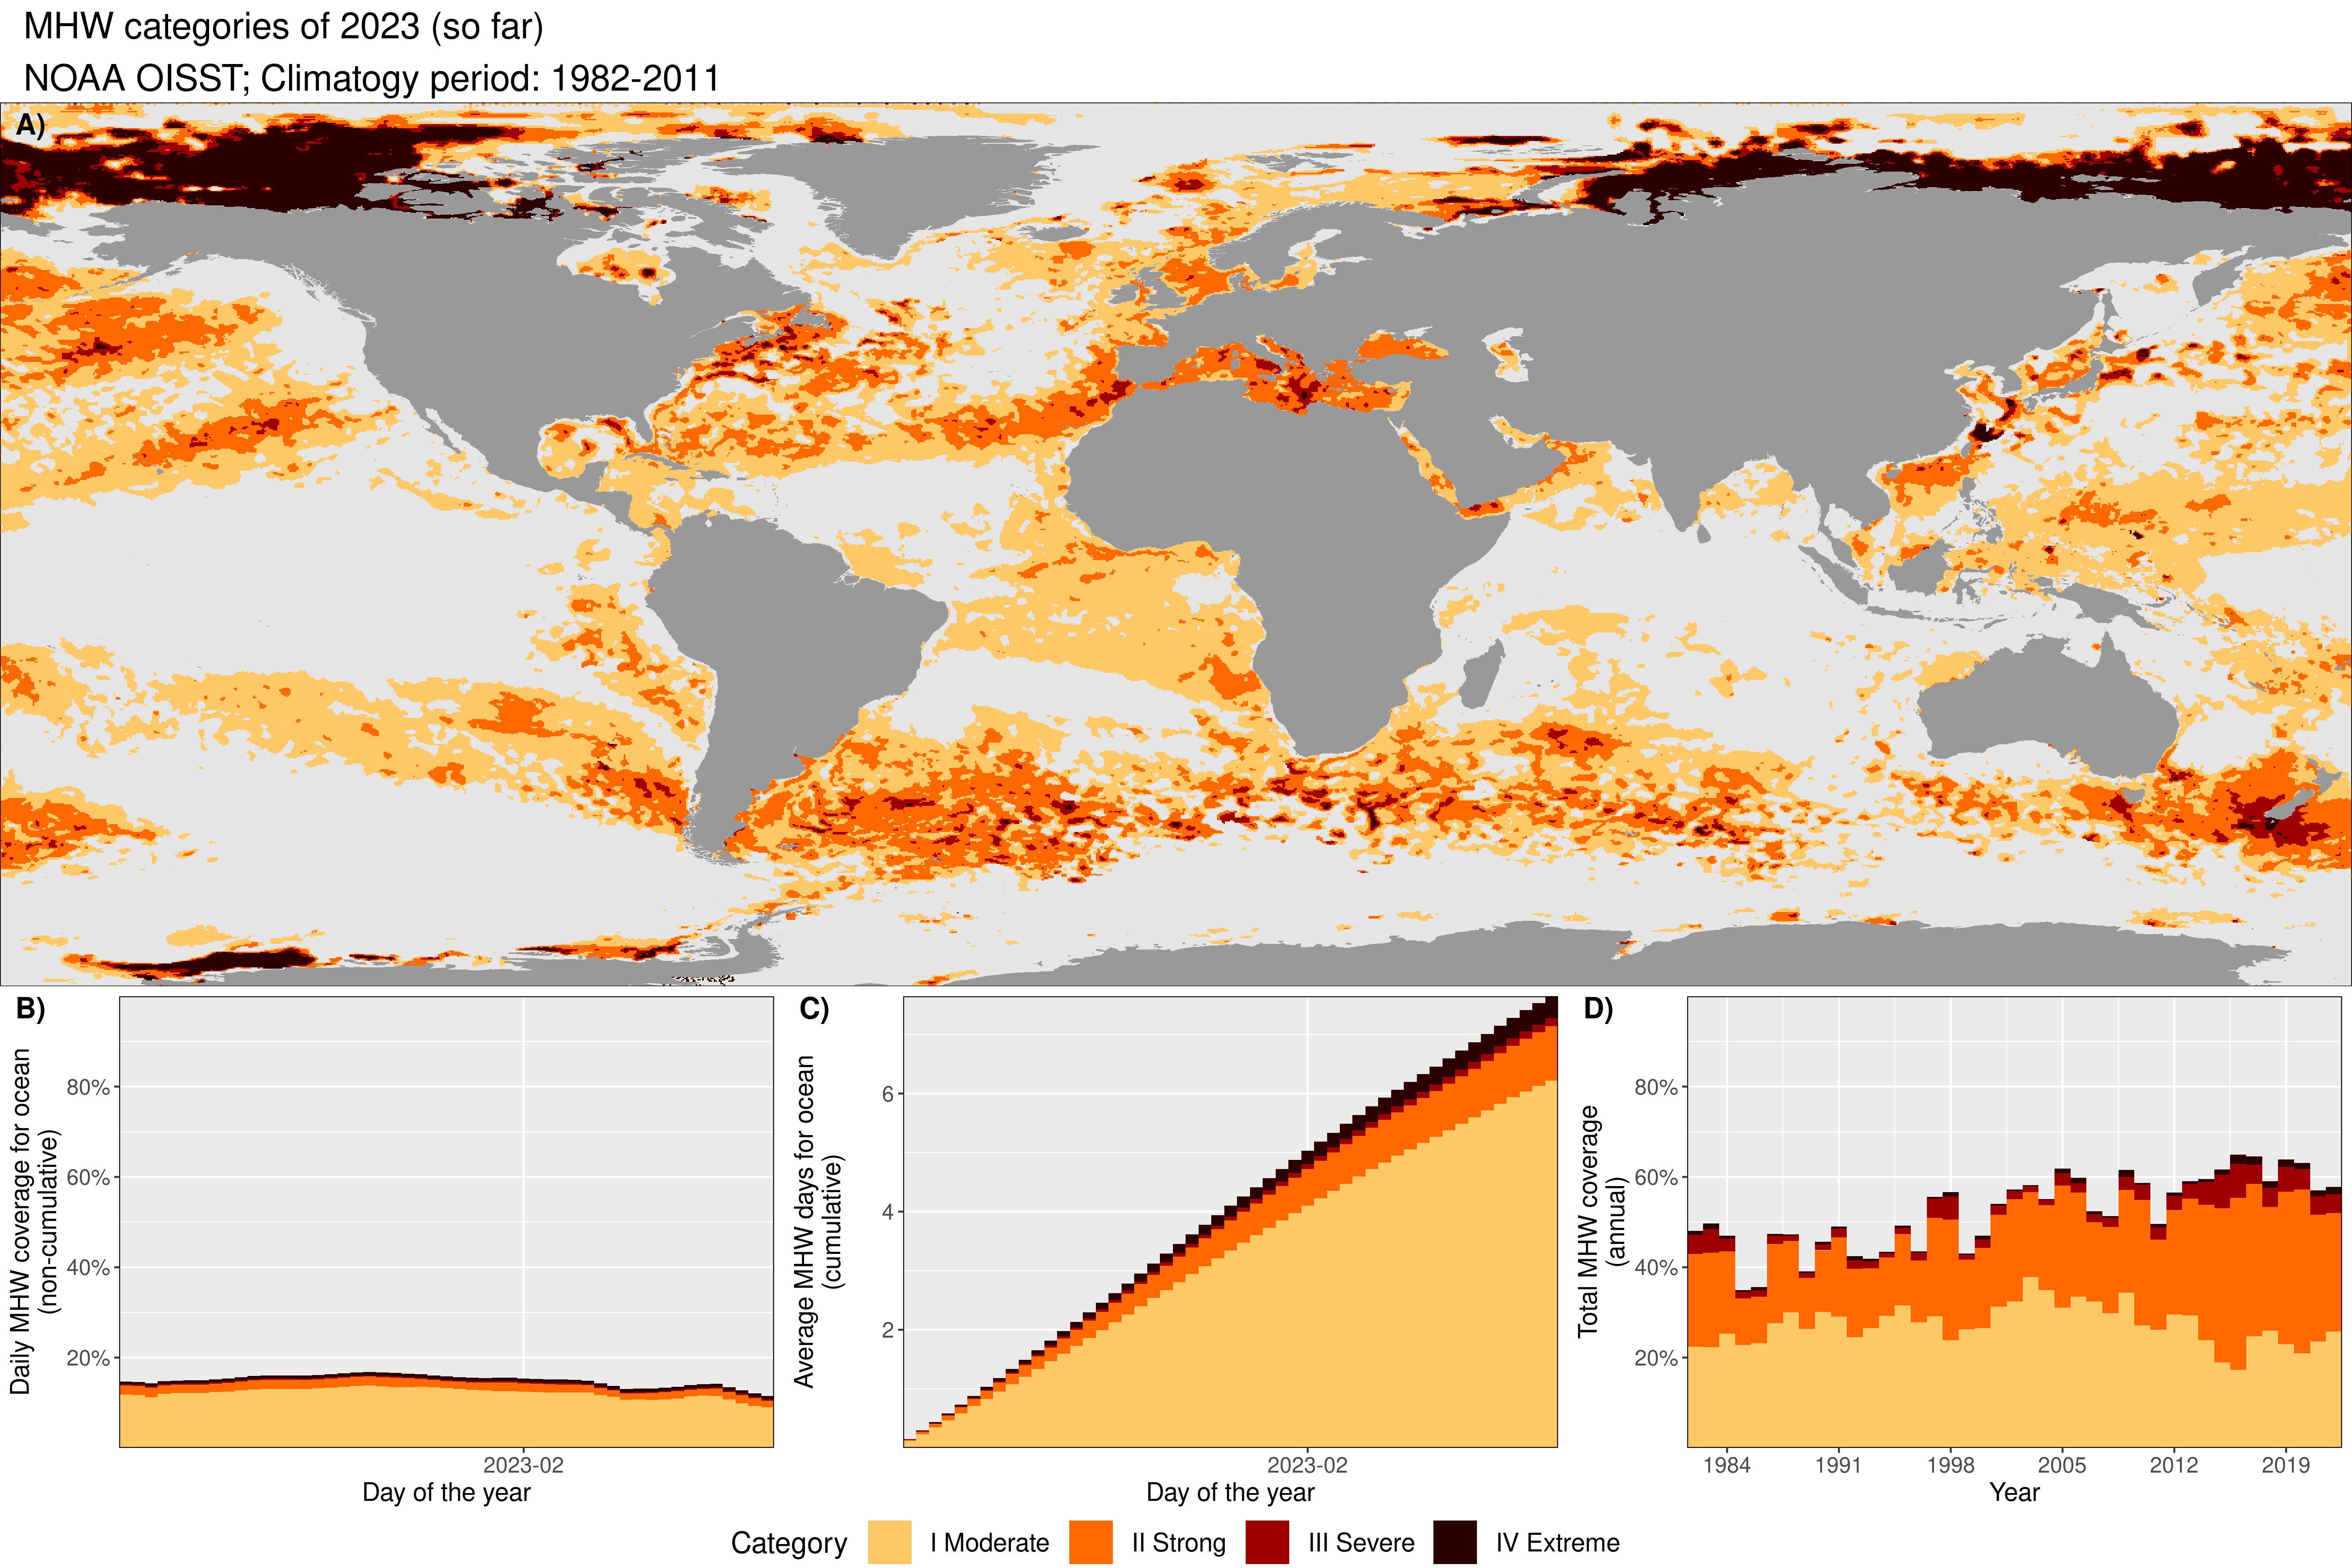 MHW categories of 2023 (so far)
NOAA OISST; Climatogy period: 1982-2011
A)
B)
Daily MHW coverage for ocean
(non-cumulative)
80%
60%
40%
20%
2023-02
Day of the year
C)
Average MHW days for ocean
(cumulative)
6
4
2
2023-02
Day of the year
D)
Total MHW coverage
(annual)
80%
60%
40%
20%
1984 1991 1998 2005 2012 2019
Year
Category I Moderate II Strong III Severe IV Extreme